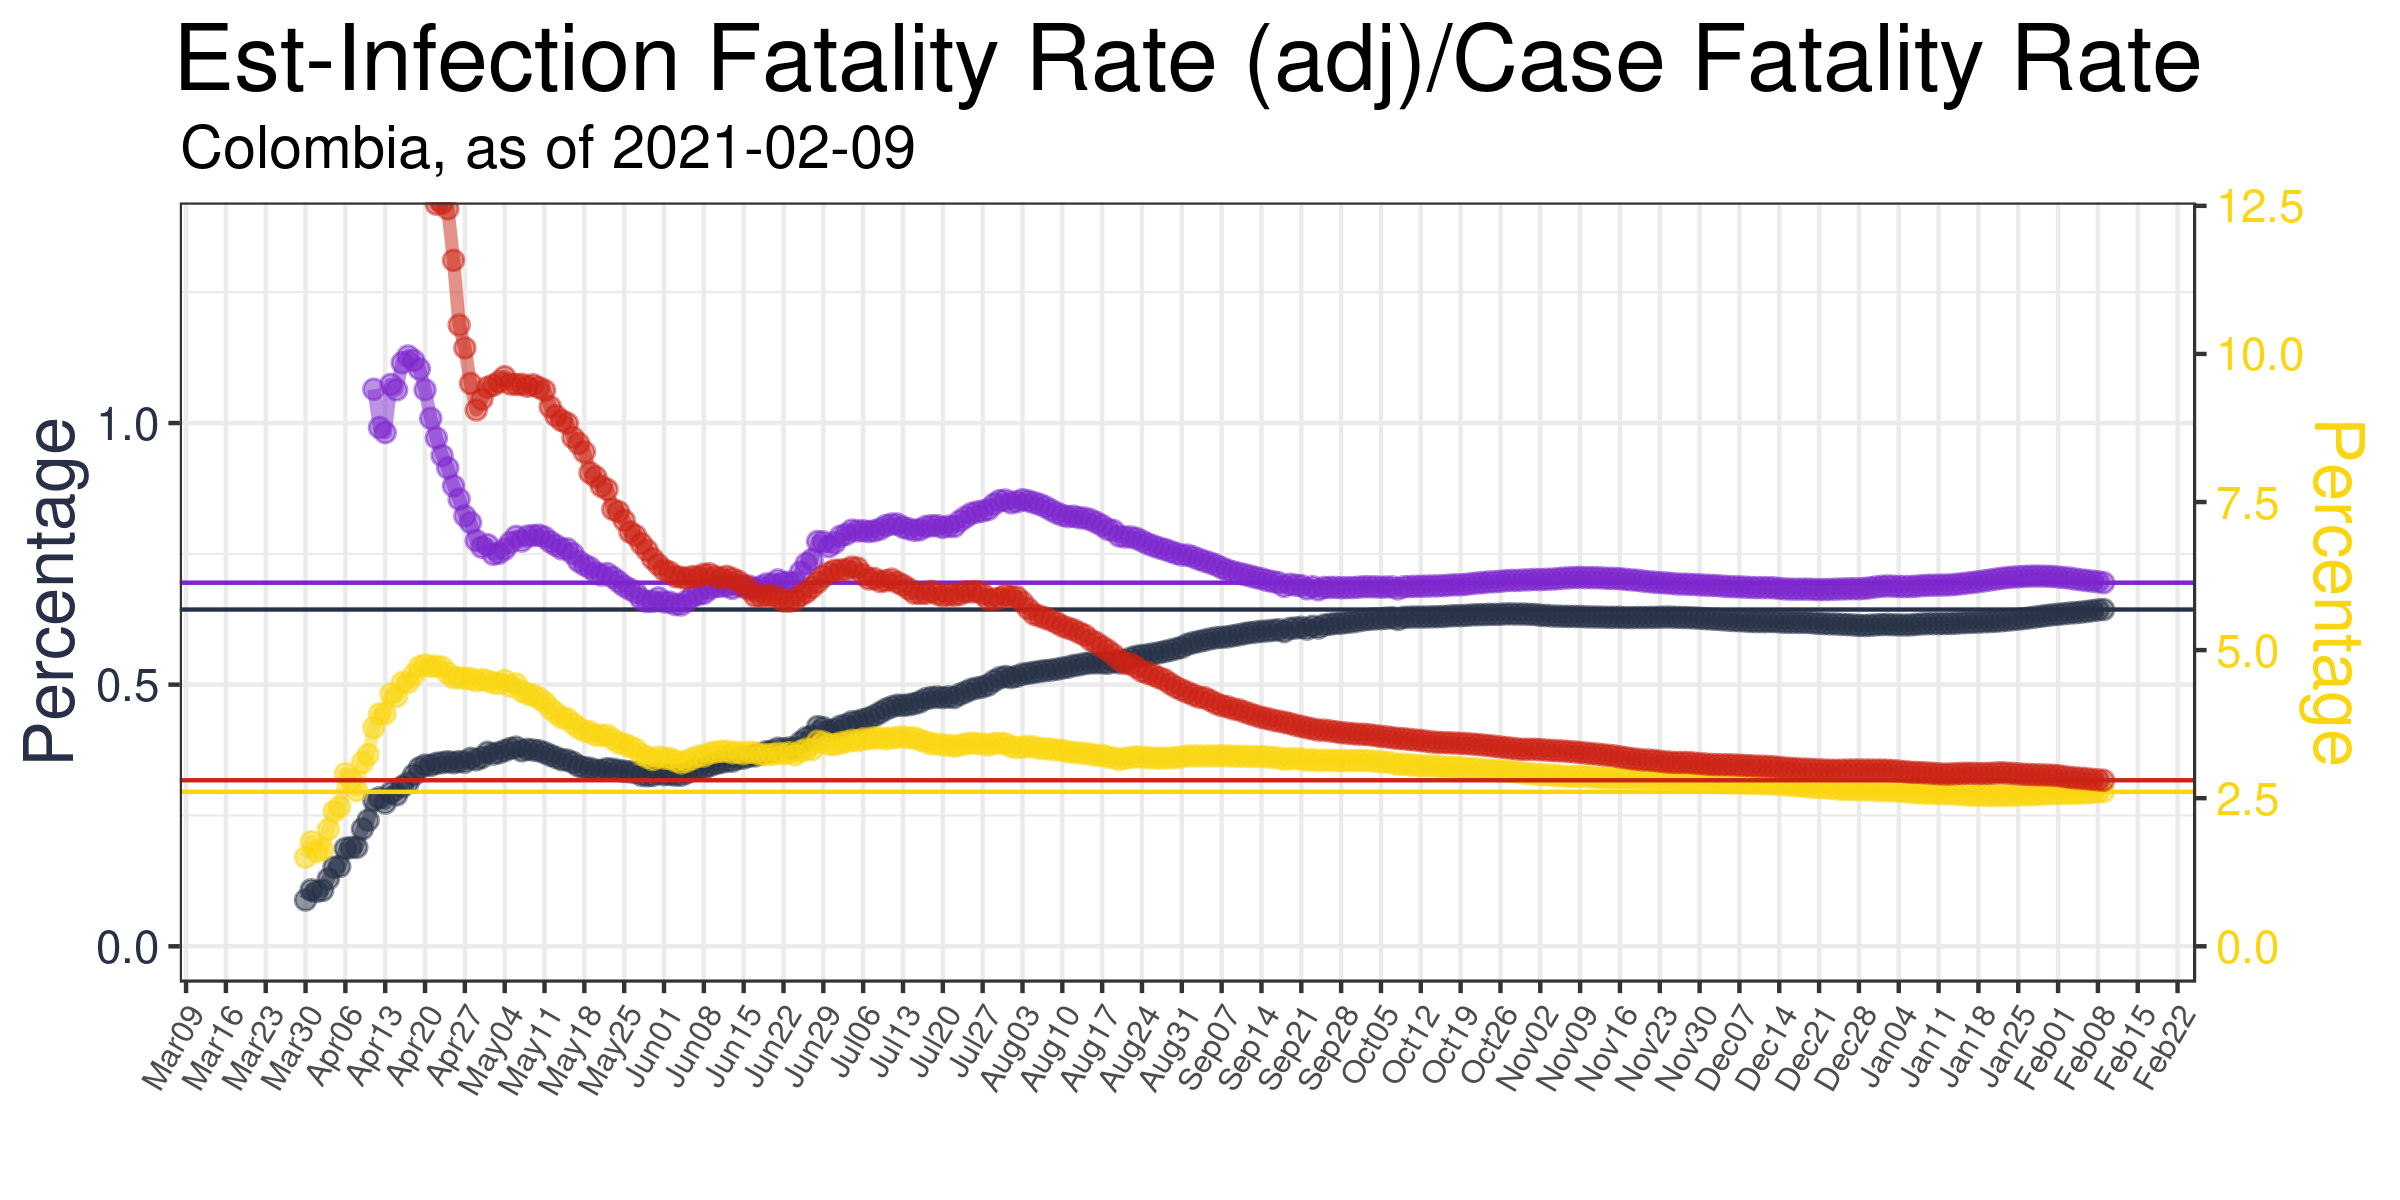 Est-Infection Fatality Rate (adj)/Case Fatality Rate
Colombia, as of 2021-02-09
Percentage
1.0
0.5
0.0
12.5
10.0
7.5
5.0
2.5
0.0
Percentage
Mar09 Mar16 Mar23 Mar30 Apr06 Apr13 Apr20 Apr27 May04 May11 May18 May25 Jun01 Jun08 Jun15 Jun22 Jun29 Jul06 Jul13 Jul20 Jul27 Aug03 Aug10 Aug17 Aug24 Aug31 Sep07 Sep14 Sep21 Sep28 Oct05 Oct12 Oct19 Oct26 Nov02 Nov09 Nov16 Nov23 Nov30 Dec07 Dec14 Dec21 Dec28 Jan04 Jan11 Jan18 Jan25 Feb01 Feb08 Feb15 Feb22